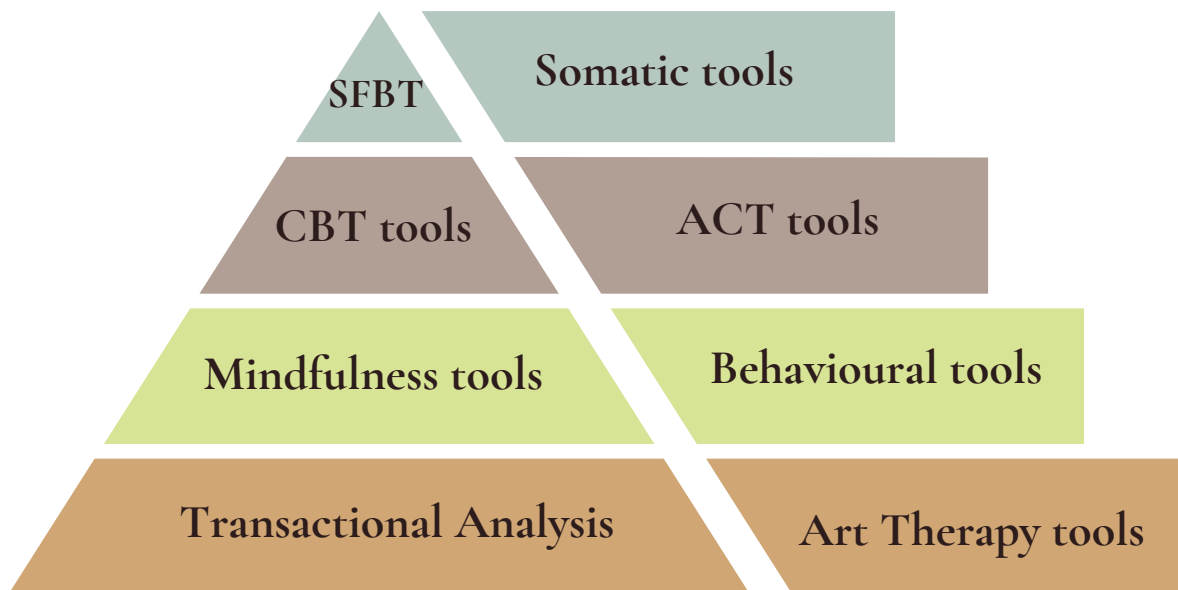 SFBT
Somatic tools
CBT tools
ACT tools
Mindfulness tools
Behavioural tools
Transactional Analysis
Art Therapy tools